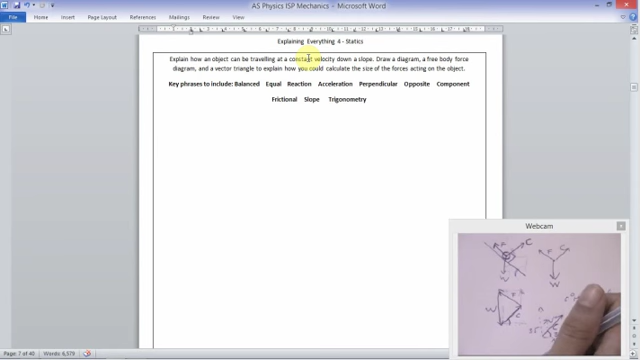 AS Physics ISP Mechanics - Microsoft Word
File Home Insert Page Layout References Mailings Review View
Explaining Everything 4 - Statics
Explain how an object can be travelling at a constant velocity down a slope. Draw a diagram, a free body force
diagram, and a vector triangle to explain how you could calculate the size of the forces acting on the object.
Key phrases to include: Balanced Equal Reaction Acceleration Perpendicular Opposite Component
Frictional Slope Trigonometry
Webcam
C
C
W
W
W
Page: 7 of 40 Words: 6,579